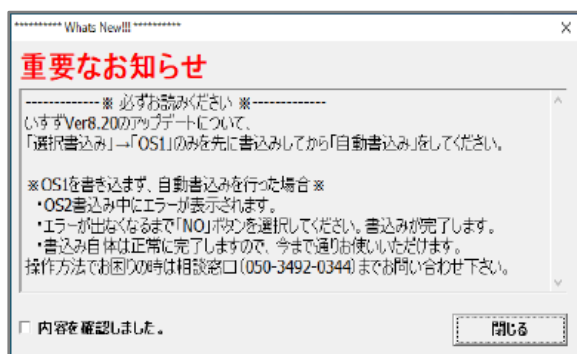 ********** Whats New!!! **********
重要なお知らせ
-------------※ 必ずお読みください ※-------------
いすずVer8.20のアップデートについて、
「選択書込み」→「OS1」のみを先に書込みしてから「自動書込み」をしてください。
※OS1を書き込まず、自動書込みを行った場合※
・OS2書込み中にエラーが表示されます。
・エラーが出なくなるまで「NO」ボタンを選択してください。書込みが完了します。
・書込み自体は正常に完了しますので、今まで通りお使いいただけます。
操作方法でお困りの時は相談窓口(050-3492-0344)までお問い合わせ下さい。
内容を確認しました。
閉じる